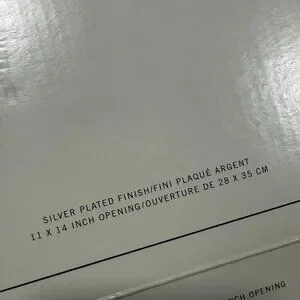 SILVER PLATED FINISH/FINI PLAQUÉ ARGENT
11 X 14 INCH OPENING/OUVERTURE DE 28 X 35 CM
INCH OPENING